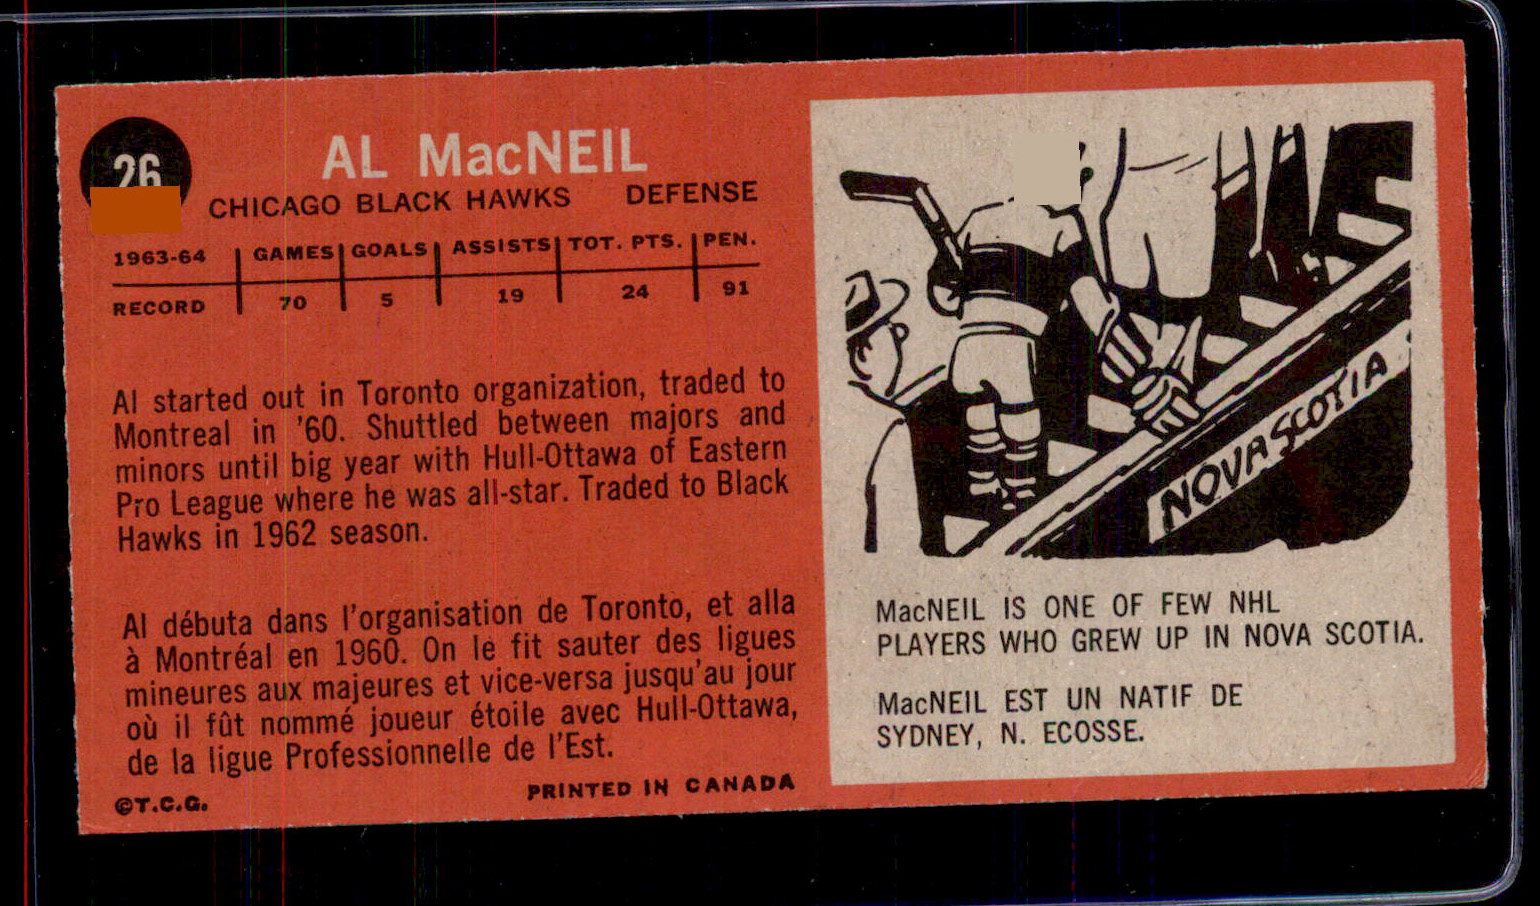 26
AL MacNEIL
CHICAGO BLACK HAWKS DEFENSE
1963-64 GAMES GOALS ASSISTS TOT. PTS. PEN.
RECORD 70 5 19 24 91
Al started out in Toronto organization, traded to
Montreal in '60. Shuttled between majors and
minors until big year with Hull-Ottawa of Eastern
Pro League where he was all-star. Traded to Black
Hawks in 1962 season.
Al débuta dans l'organisation de Toronto, et alla
à Montréal en 1960. On le fit sauter des ligues
mineures aux majeures et vice-versa jusqu'au jour
où il fût nommé joueur étoile avec Hull-Ottawa,
de la ligue Professionnelle de l'Est.
©T.C.G. PRINTED IN CANADA
NOVA SCOTIA
MacNEIL IS ONE OF FEW NHL
PLAYERS WHO GREW UP IN NOVA SCOTIA.
MacNEIL EST UN NATIF DE
SYDNEY, N. ECOSSE.